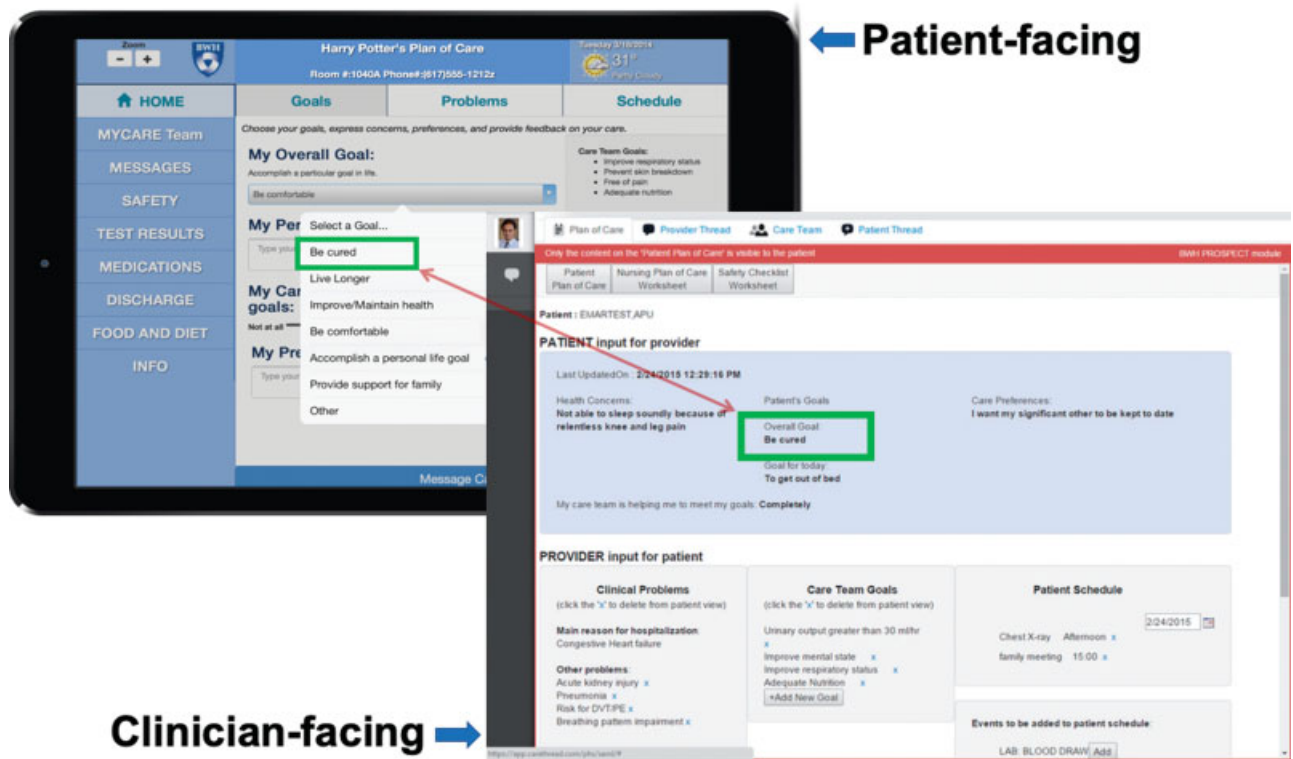 Patient-facing
Zoom
- +
BWH
Harry Potter's Plan of Care
Room #:1040A Phone#:(617)555-1212z
Tuesday 3/18/2014
31°
Partly Cloudy
HOME
Goals
Problems
Schedule
MYCARE Team
MESSAGES
SAFETY
TEST RESULTS
MEDICATIONS
DISCHARGE
FOOD AND DIET
INFO
Choose your goals, express concerns, preferences, and provide feedback on your care.
My Overall Goal:
Accomplish a particular goal in life.
Be comfortable
Care Team Goals:
• Improve respiratory status
• Prevent skin breakdown
• Free of pain
• Adequate nutrition
My Per
Type your
My Car
goals:
Not at all
My Pre
Type your
Select a Goal...
Be cured
Live Longer
Improve/Maintain health
Be comfortable
Accomplish a personal life goal
Provide support for family
Other
Message Ca
Plan of Care
Provider Thread
Care Team
Patient Thread
Only the content on the 'Patient Plan of Care' is visible to the patient
BWH PROSPECT module
Patient
Plan of Care
Nursing Plan of Care
Worksheet
Safety Checklist
Worksheet
Patient : EMARTEST,APU
PATIENT input for provider
Last UpdatedOn : 2/24/2015 12:29:16 PM
Health Concerns:
Not able to sleep soundly because of
relentless knee and leg pain
Patient's Goals
Overall Goal:
Be cured
Goal for today:
To get out of bed
Care Preferences:
I want my significant other to be kept to date
My care team is helping me to meet my goals: Completely
PROVIDER input for patient
Clinical Problems
(click the 'x' to delete from patient view)
Main reason for hospitalization
Congestive Heart failure
Other problems:
Acute kidney injury x
Pneumonia x
Risk for DVT/PE x
Breathing pattern impairment x
Care Team Goals
(click the 'x' to delete from patient view)
Urinary output greater than 30 ml/hr
x
Improve mental state x
Improve respiratory status x
Adequate Nutrition x
+Add New Goal
Patient Schedule
2/24/2015
Chest X-ray Afternoon x
family meeting 15:00 x
Events to be added to patient schedule:
LAB: BLOOD DRAW Add
Clinician-facing